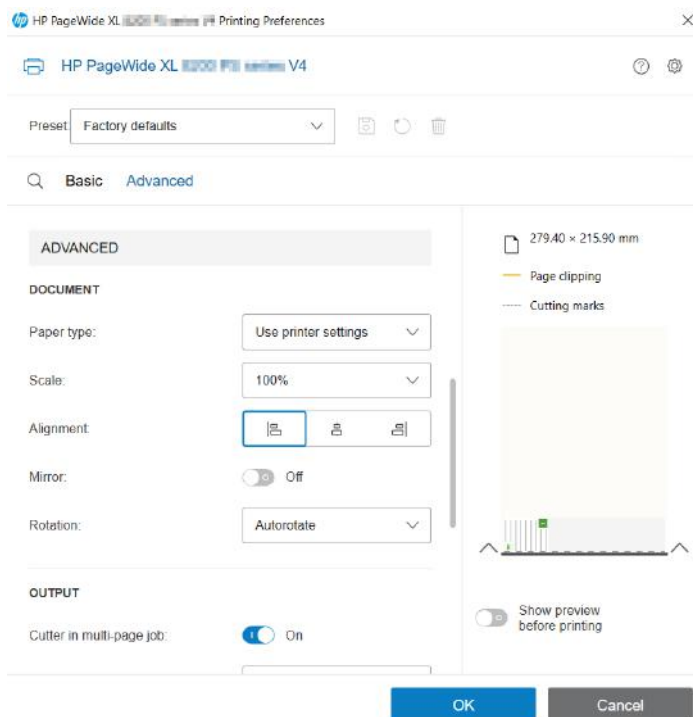 HP PageWide XL V4 Printing Preferences
HP PageWide XL V4
Preset: Factory defaults
Basic Advanced
ADVANCED
DOCUMENT
Paper type: Use printer settings
Scale: 100%
Alignment:
Mirror: Off
Rotation: Autorotate
OUTPUT
Cutter in multi-page job: On
279.40 × 215.90 mm
Page clipping
Cutting marks
Show preview
before printing
OK Cancel